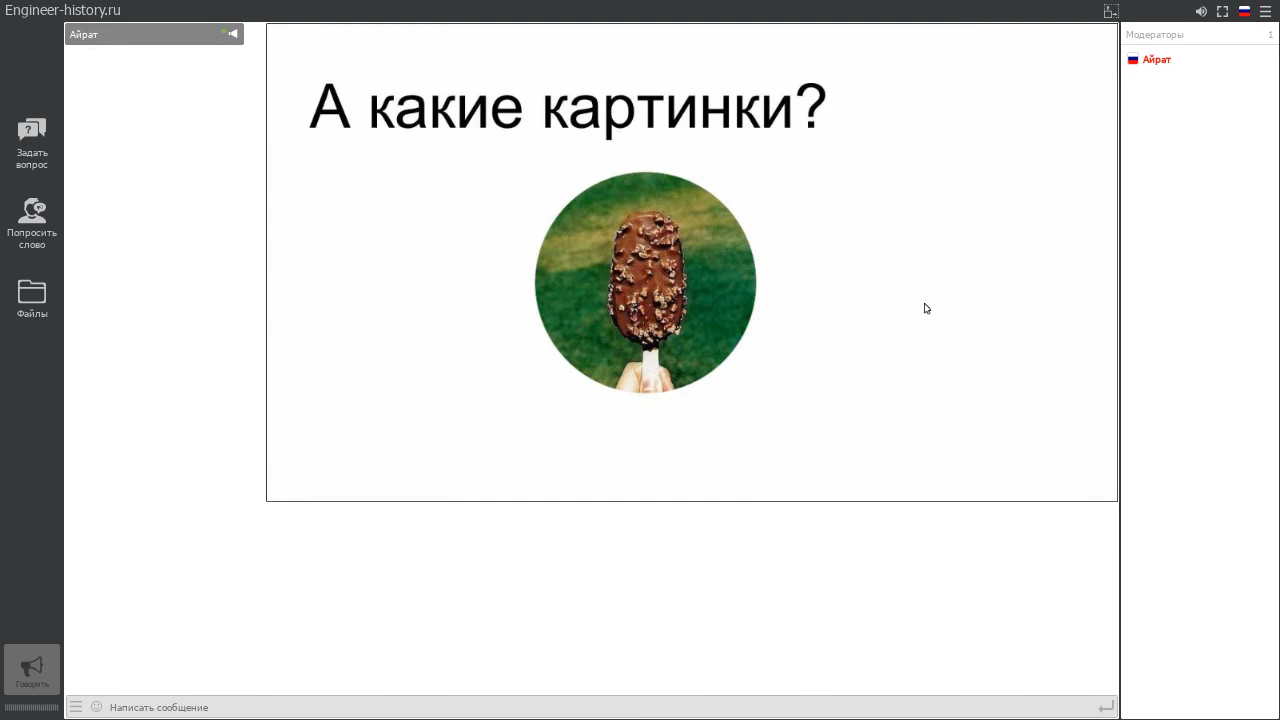 Engineer-history.ru
Айрат
Модераторы 1
Айрат
А какие картинки?
Задать
вопрос
Попросить
слово
Файлы
Говорить
Написать сообщение